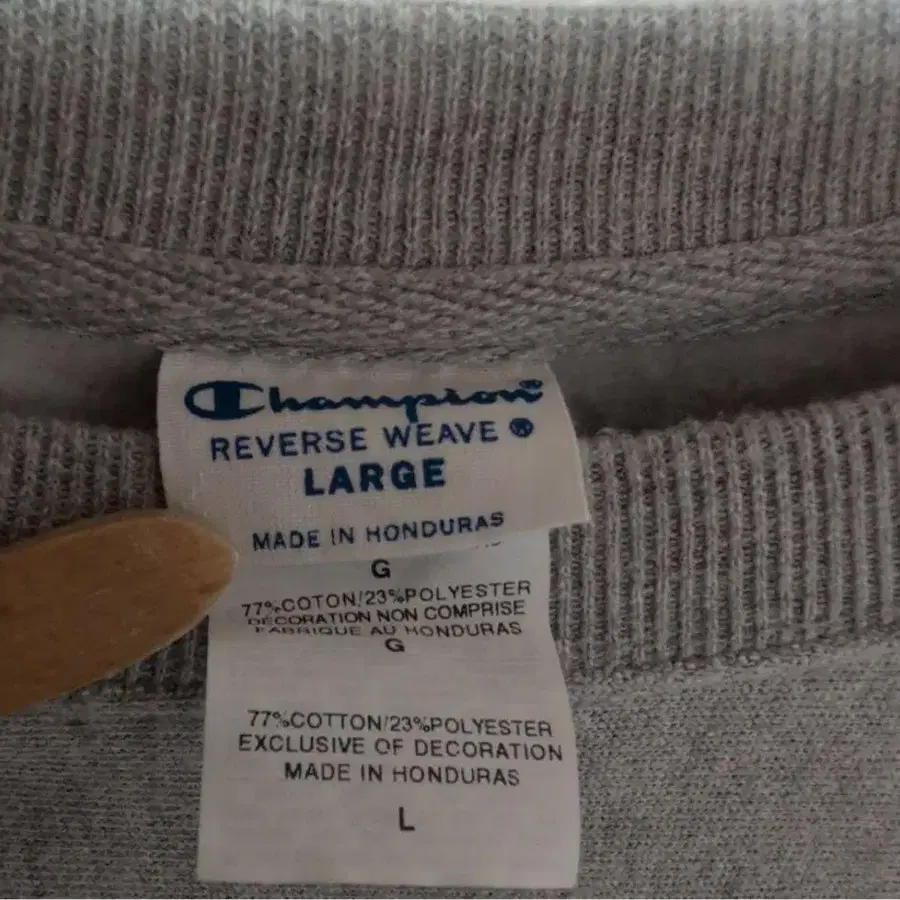 Champion®
REVERSE WEAVE ®
LARGE
MADE IN HONDURAS
G
77%COTON/23%POLYESTER
DÉCORATION NON COMPRISE
FABRIQUE AU HONDURAS
G
77%COTTON/23%POLYESTER
EXCLUSIVE OF DECORATION
MADE IN HONDURAS
L